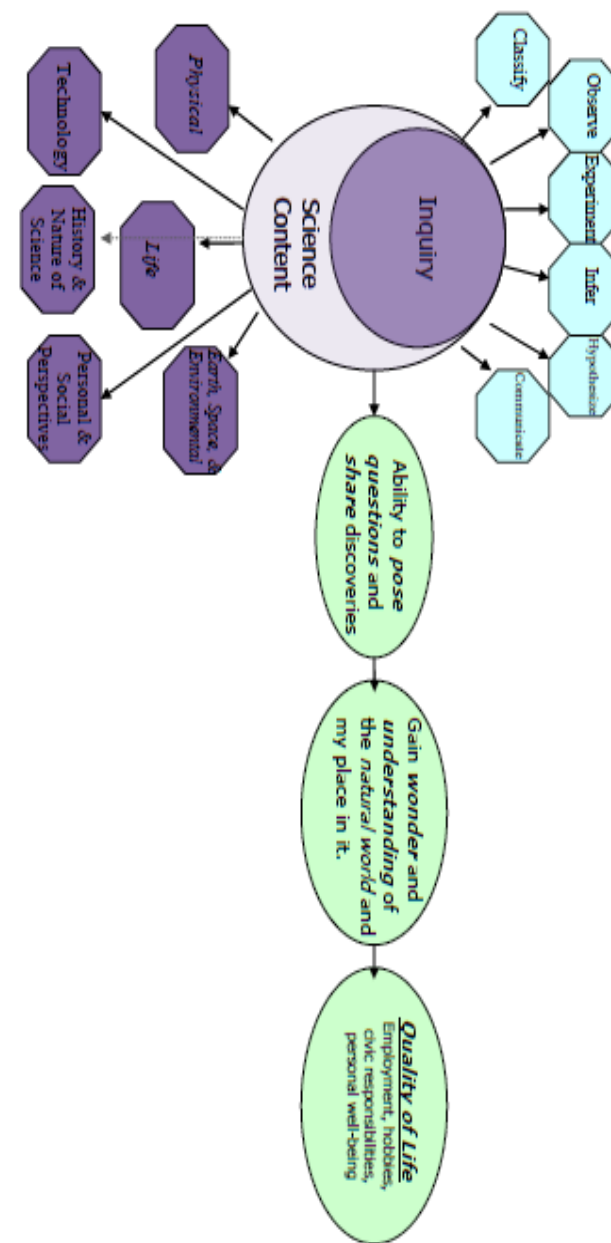 Classify
Observe
Experiment
Infer
Hypothesize
Communicate
Inquiry
Science
Content
Physical
Technology
History &
Nature of
Science
Life
Earth, Space, &
Environmental
Personal &
Social
Perspectives
Ability to pose
questions and
share discoveries
Gain wonder and
understanding of
the natural world and
my place in it.
Quality of Life
Employment, hobbies,
civic responsibilities,
personal well-being